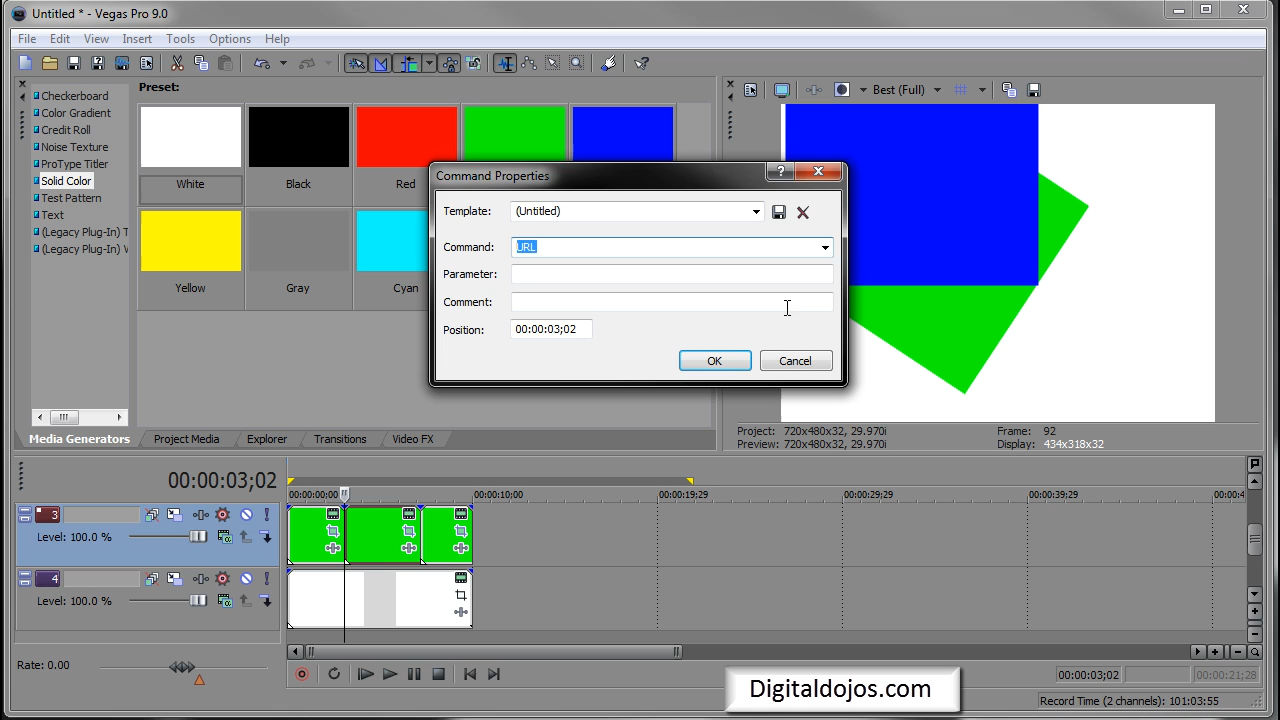 Untitled * - Vegas Pro 9.0
File Edit View Insert Tools Options Help
Best (Full)
Preset:
Checkerboard
Color Gradient
Credit Roll
Noise Texture
ProType Titler
Solid Color
Test Pattern
Text
(Legacy Plug-In) T
(Legacy Plug-In) V
White Black Red
Yellow Gray Cyan
Command Properties
Template: (Untitled)
Command: URL
Parameter:
Comment:
Position: 00:00:03;02
OK Cancel
Media Generators Project Media Explorer Transitions Video FX
Project: 720x480x32, 29.970i Frame: 92
Preview: 720x480x32, 29.970i Display: 434x318x32
00:00:03;02
00:00:00;00 00:00:10;00 00:00:19;29 00:00:29;29 00:00:39;29 00:00:4
3
Level: 100.0 %
4
Level: 100.0 %
Rate: 0.00
00:00:03;02 00:00:21;28
Digitaldojos.com
Record Time (2 channels): 101:03:55